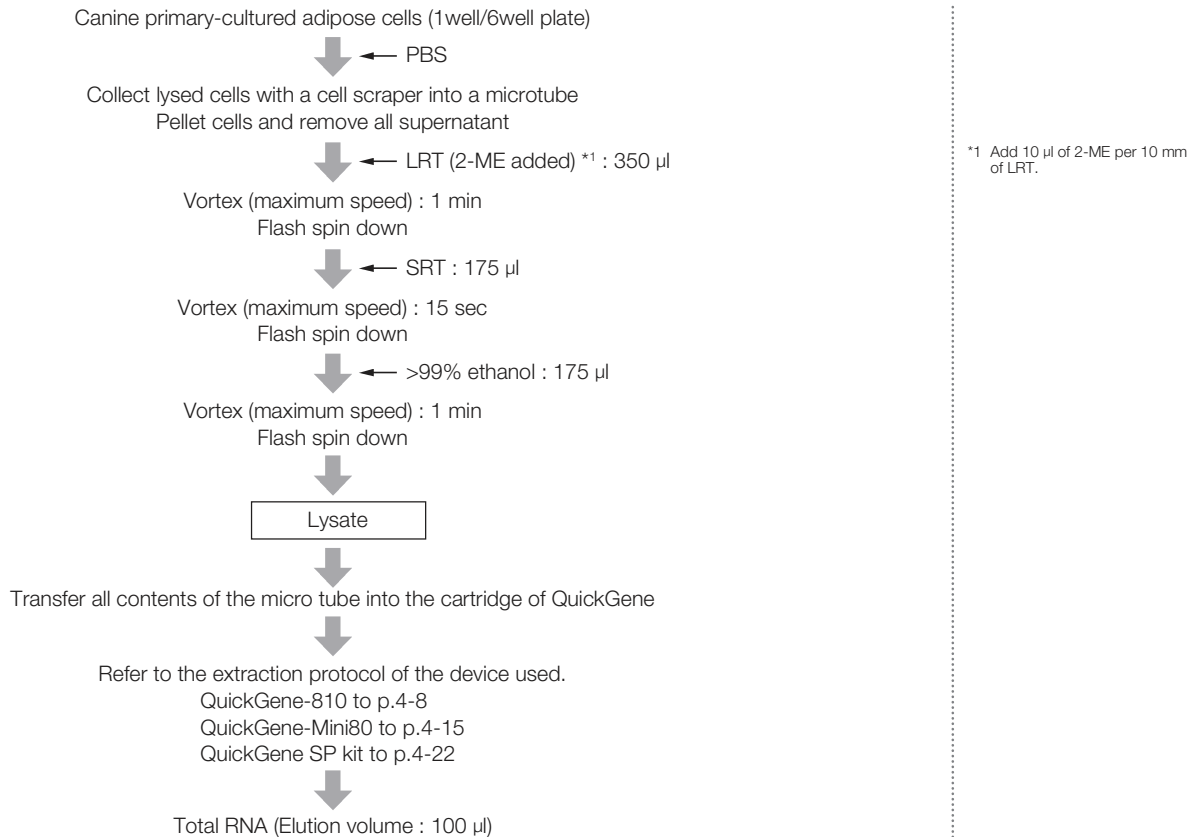 Canine primary-cultured adipose cells (1well/6well plate)
PBS
Collect lysed cells with a cell scraper into a microtube
Pellet cells and remove all supernatant
LRT (2-ME added) *1 : 350 µl
*1 Add 10 µl of 2-ME per 10 mm
of LRT.
Vortex (maximum speed) : 1 min
Flash spin down
SRT : 175 µl
Vortex (maximum speed) : 15 sec
Flash spin down
>99% ethanol : 175 µl
Vortex (maximum speed) : 1 min
Flash spin down
Lysate
Transfer all contents of the micro tube into the cartridge of QuickGene
Refer to the extraction protocol of the device used.
QuickGene-810 to p.4-8
QuickGene-Mini80 to p.4-15
QuickGene SP kit to p.4-22
Total RNA (Elution volume : 100 µl)